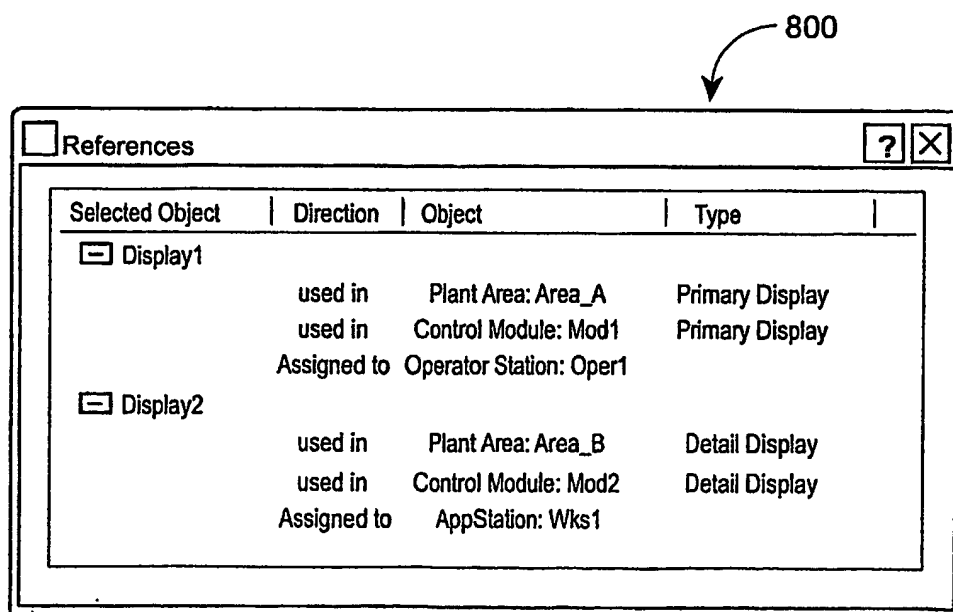 800
References ? X
Selected Object | Direction | Object | Type |
Display1
used in Plant Area: Area_A Primary Display
used in Control Module: Mod1 Primary Display
Assigned to Operator Station: Oper1
Display2
used in Plant Area: Area_B Detail Display
used in Control Module: Mod2 Detail Display
Assigned to AppStation: Wks1